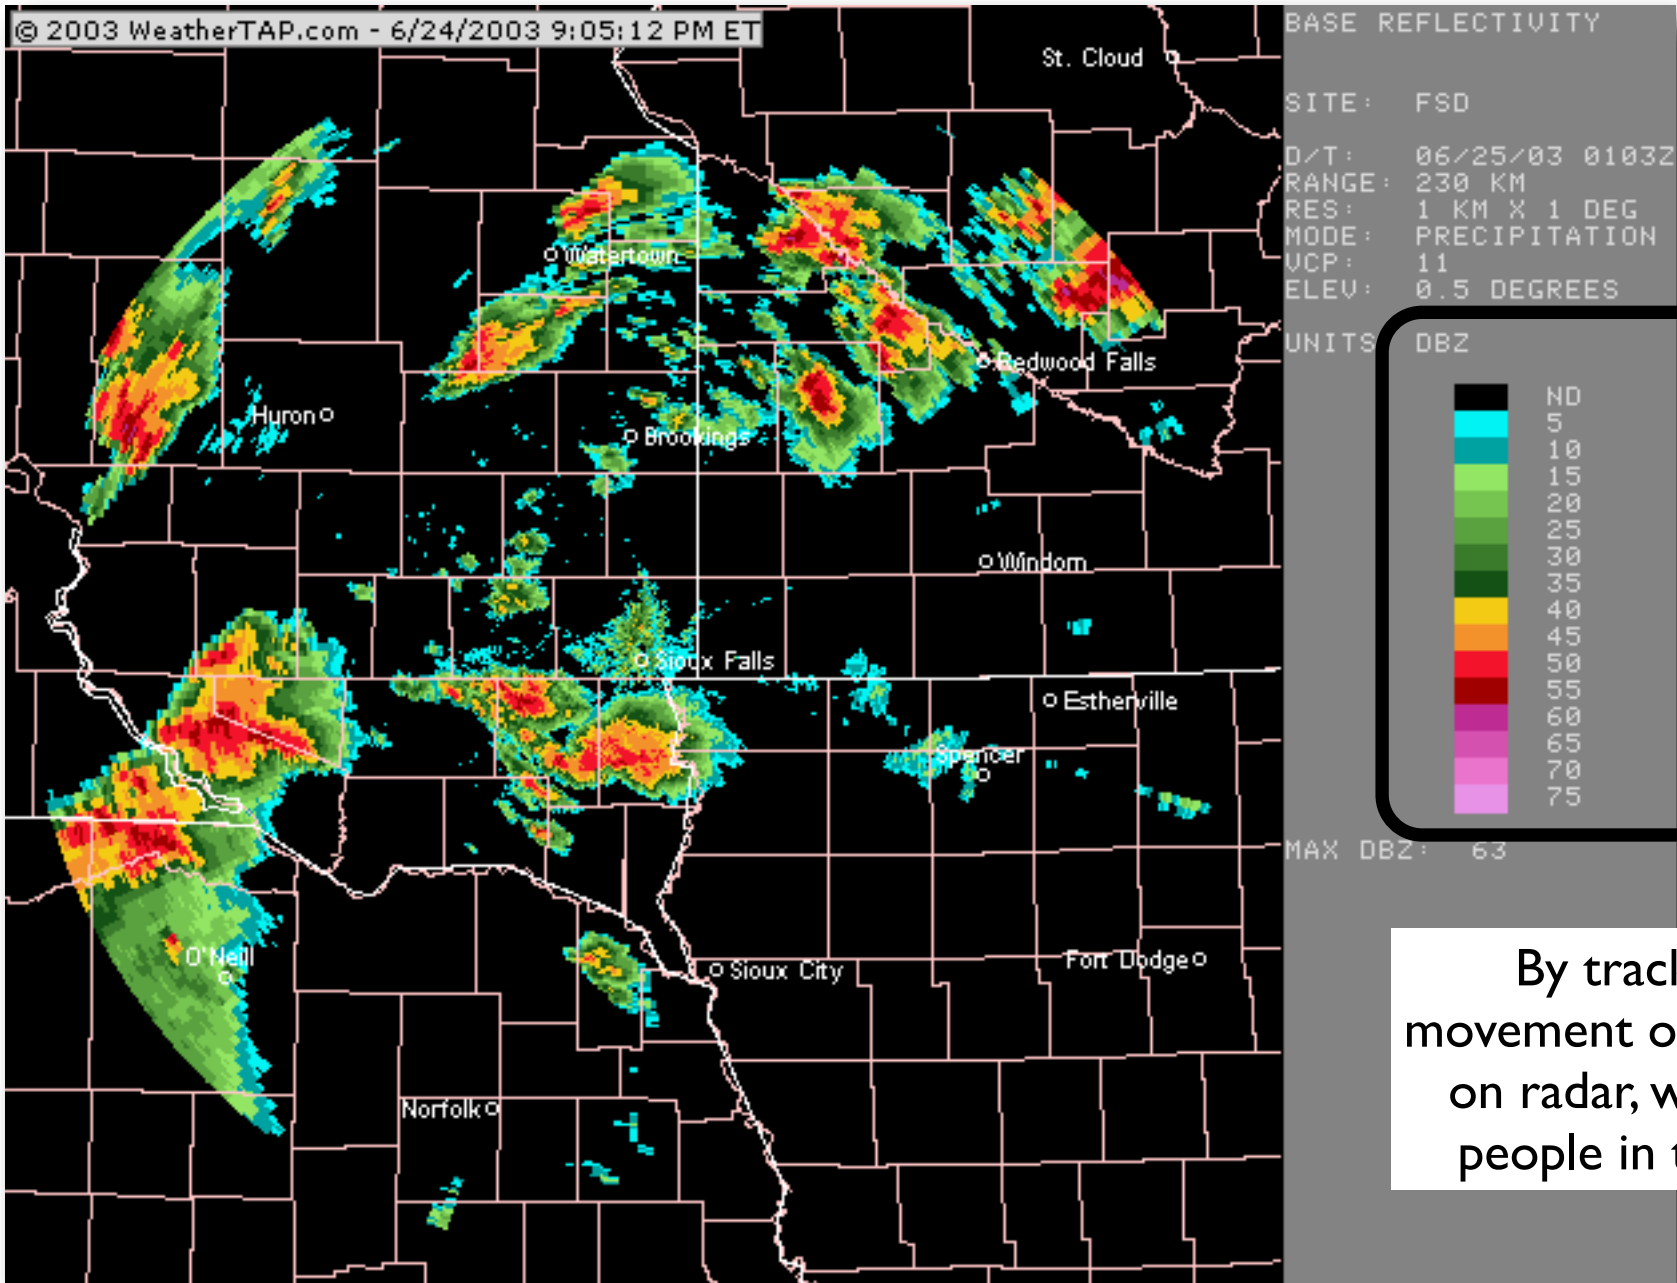 © 2003 WeatherTAP.com - 6/24/2003 9:05:12 PM ET
St. Cloud
Watertown
Redwood Falls
Huron
Brookings
Windom
Sioux Falls
Estherville
Spencer
O'Neill
Sioux City
Fort Dodge
Norfolk
BASE REFLECTIVITY
SITE: FSD
D/T: 06/25/03 0103Z
RANGE: 230 KM
RES: 1 KM X 1 DEG
MODE: PRECIPITATION
VCP: 11
ELEV: 0.5 DEGREES
UNITS DBZ
ND
5
10
15
20
25
30
35
40
45
50
55
60
65
70
75
MAX DBZ: 63
By
movement
on radar,
people in